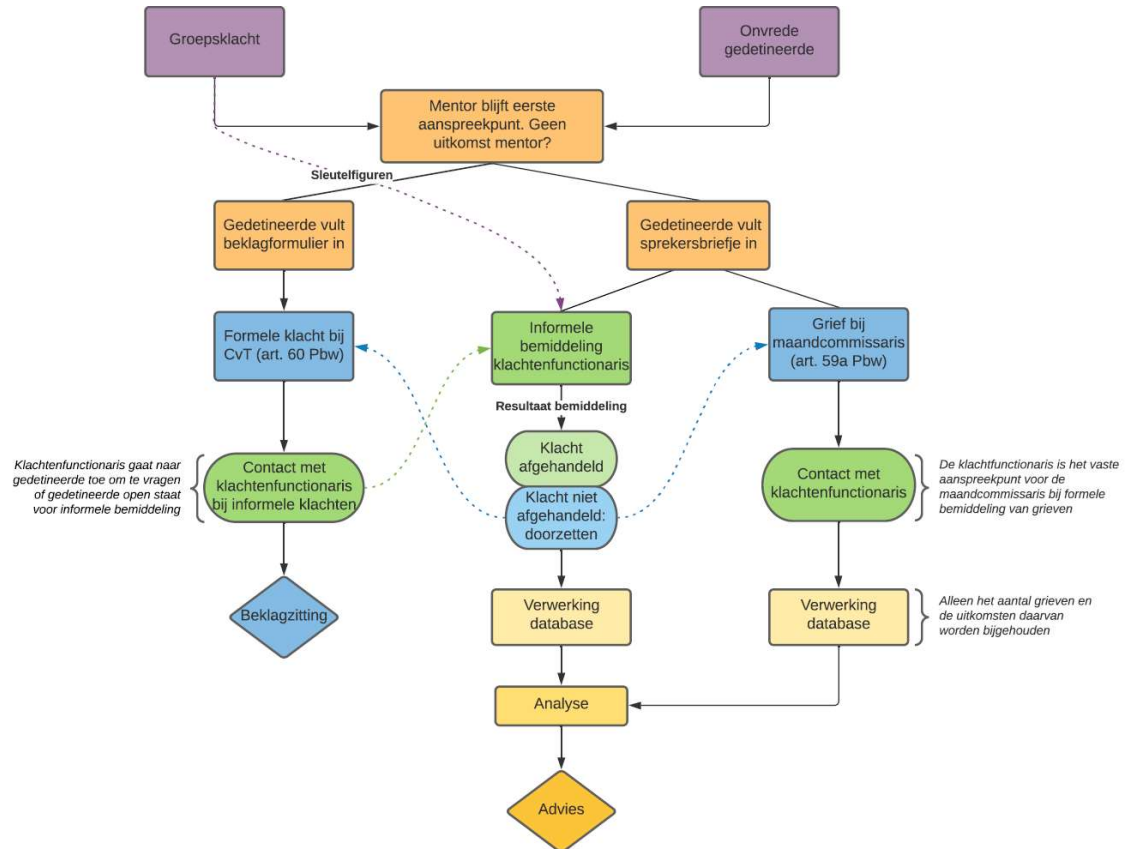 Groepsklacht
Onvrede
gedetineerde
Mentor blijft eerste
aanspreekpunt. Geen
uitkomst mentor?
Sleutelfiguren
Gedetineerde vult
beklagformulier in
Gedetineerde vult
sprekersbriefje in
Formele klacht bij
CvT (art. 60 Pbw)
Informele
bemiddeling
klachtenfunctionaris
Grief bij
maandcommissaris
(art. 59a Pbw)
Resultaat bemiddeling
Klacht
afgehandeld
Klacht niet
afgehandeld:
doorzetten
Klachtenfunctionaris gaat naar
gedetineerde toe om te vragen
of gedetineerde open staat
voor informele bemiddeling
Contact met
klachtenfunctionaris
bij informele klachten
Contact met
klachtenfunctionaris
De klachtfunctionaris is het vaste
aanspreekpunt voor de
maandcommissaris bij formele
bemiddeling van grieven
Beklagzitting
Verwerking
database
Verwerking
database
Alleen het aantal grieven en
de uitkomsten daarvan
worden bijgehouden
Analyse
Advies